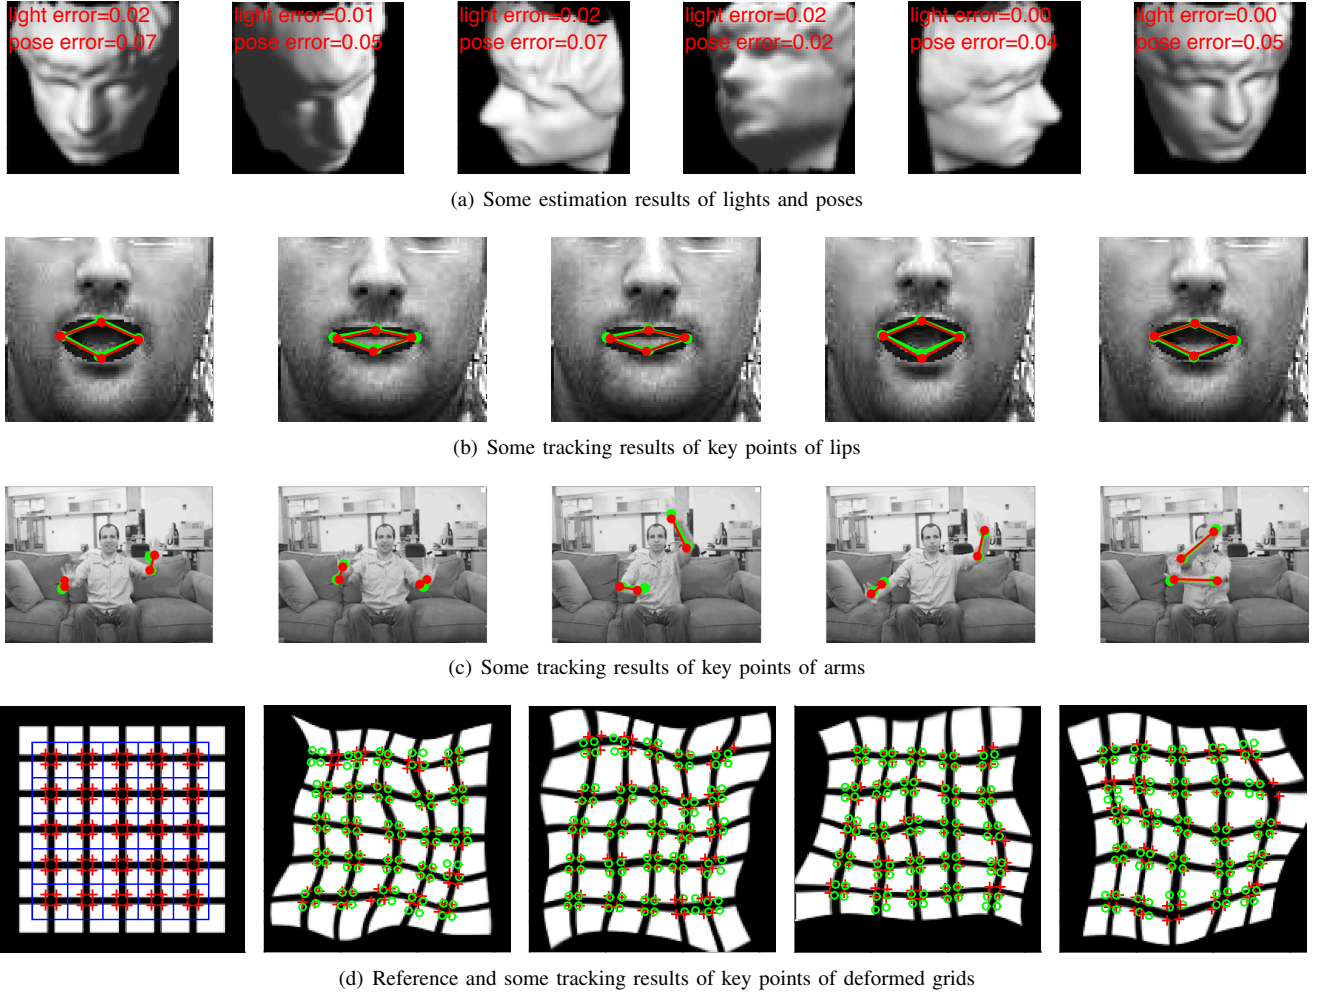 light error=0.02
pose error=0.07
light error=0.01
pose error=0.05
light error=0.02
pose error=0.07
light error=0.02
pose error=0.02
light error=0.00
pose error=0.04
light error=0.00
pose error=0.05
(a) Some estimation results of lights and poses
(b) Some tracking results of key points of lips
(c) Some tracking results of key points of arms
(d) Reference and some tracking results of key points of deformed grids